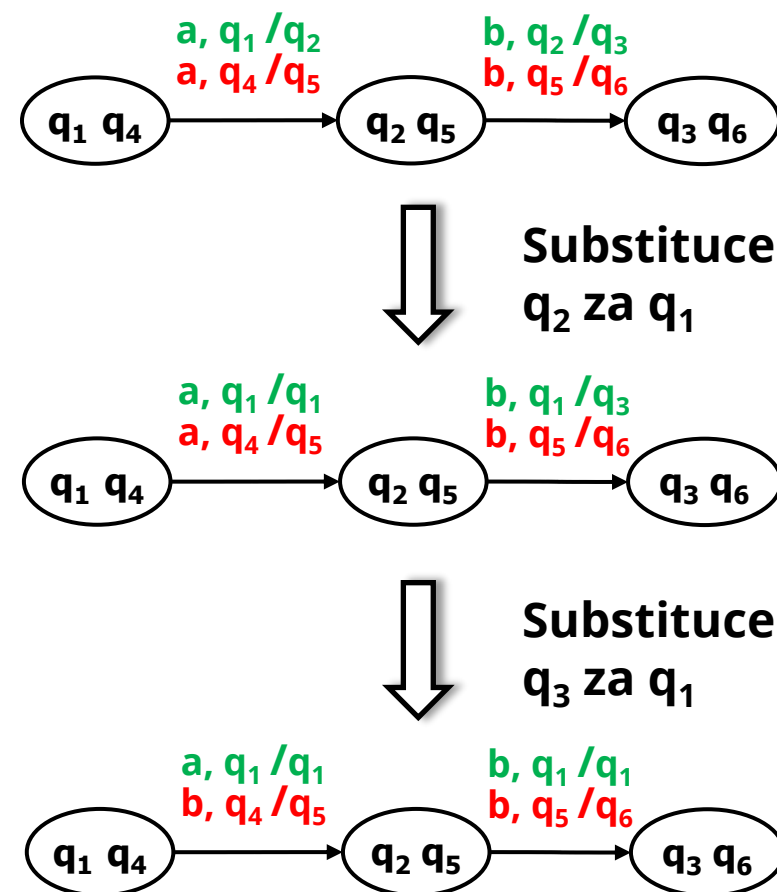 a, q₁ /q₂
b, q₂ /q₃
a, q₄ /q₅
b, q₅ /q₆
q₁ q₄
q₂ q₅
q₃ q₆
Substituce
q₂ za q₁
a, q₁ /q₁
b, q₁ /q₃
a, q₄ /q₅
b, q₅ /q₆
q₁ q₄
q₂ q₅
q₃ q₆
Substituce
q₃ za q₁
a, q₁ /q₁
b, q₁ /q₁
b, q₄ /q₅
b, q₅ /q₆
q₁ q₄
q₂ q₅
q₃ q₆